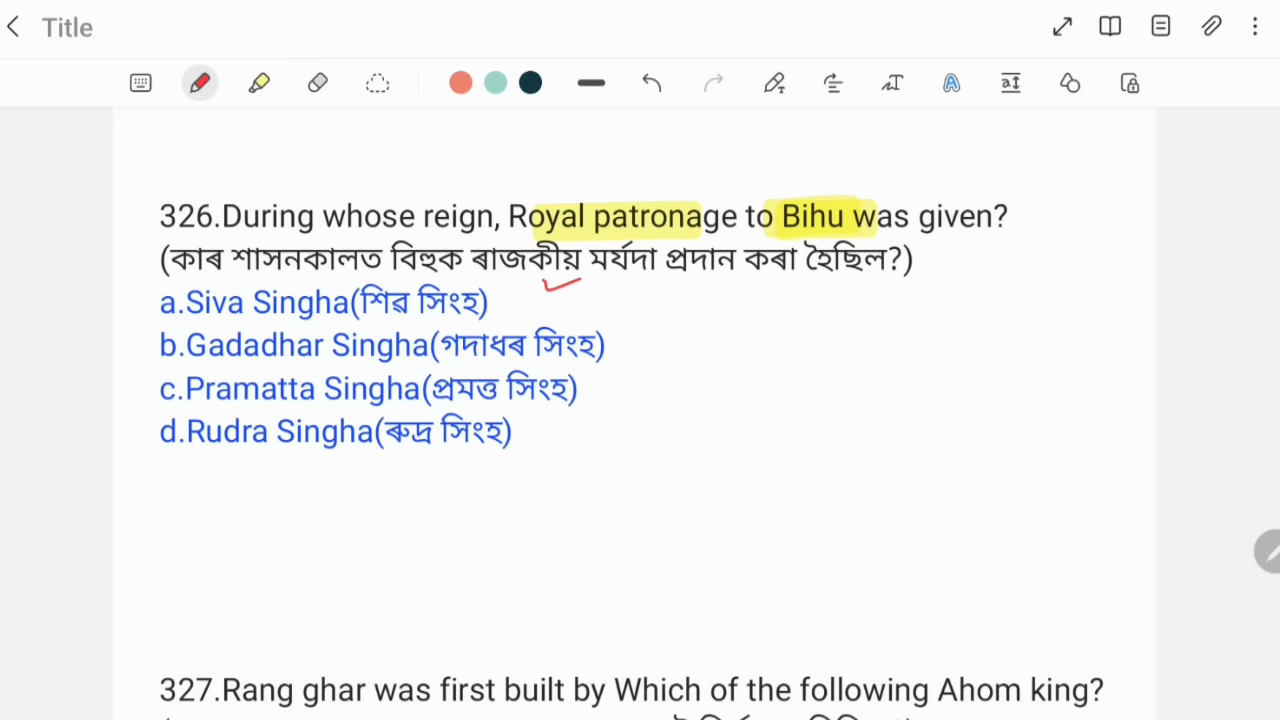 Title
326.During whose reign, Royal patronage to Bihu was given?
(কাৰ শাসনকালত বিহুক ৰাজকীয় মৰ্যদা প্ৰদান কৰা হৈছিল?)
a.Siva Singha(শিৱ সিংহ)
b.Gadadhar Singha(গদাধৰ সিংহ)
c.Pramatta Singha(প্ৰমত্ত সিংহ)
d.Rudra Singha(ৰুদ্ৰ সিংহ)
327.Rang ghar was first built by Which of the following Ahom king?